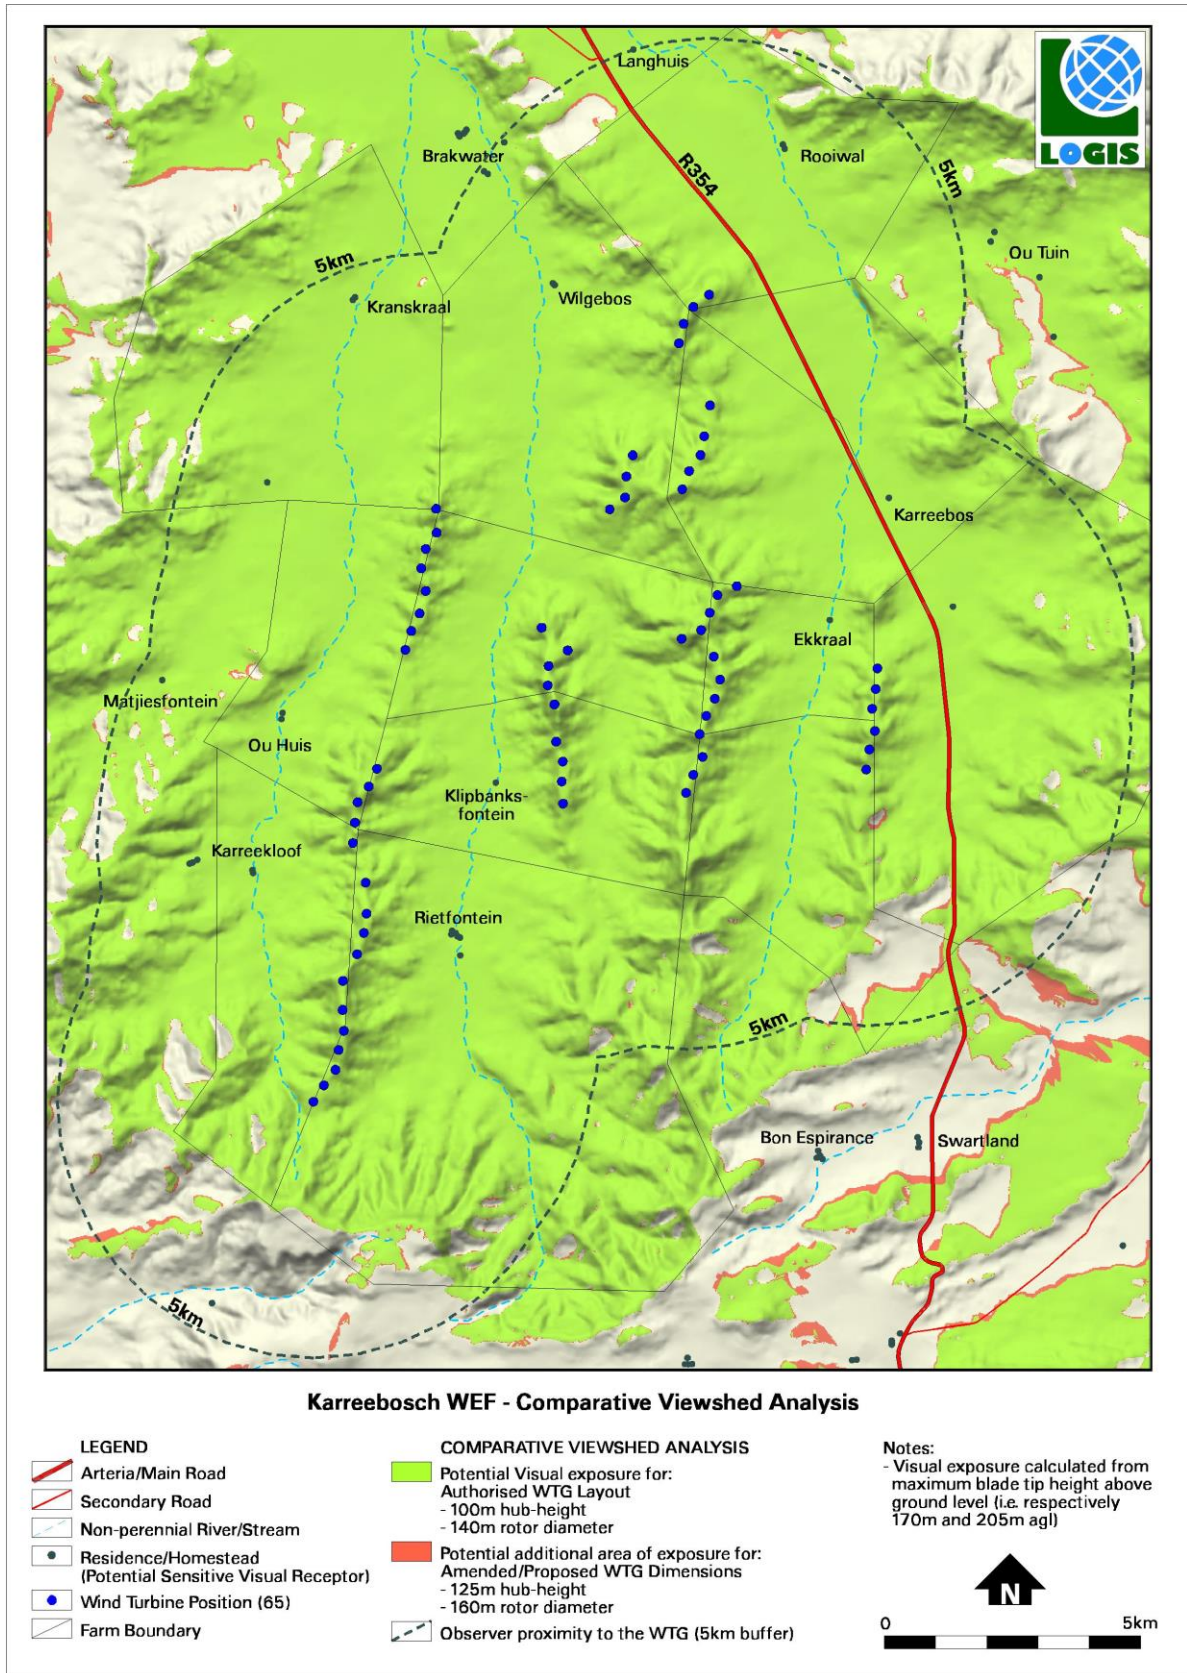 Langhuis
LOGIS
Brakwater
Rooiwal
R354
5km
Ou Tuin
5km
Kranskraal
Wilgebos
Karreebos
Ekkraal
Matjiesfontein
Ou Huis
Klipbanks-
fontein
Karreekloof
Rietfontein
5km
Bon Espirance
Swartland
5km
Karreebosch WEF - Comparative Viewshed Analysis
LEGEND
Arteria/Main Road
Secondary Road
Non-perennial River/Stream
Residence/Homestead
(Potential Sensitive Visual Receptor)
Wind Turbine Position (65)
Farm Boundary
COMPARATIVE VIEWSHED ANALYSIS
Potential Visual exposure for:
Authorised WTG Layout
- 100m hub-height
- 140m rotor diameter
Potential additional area of exposure for:
Amended/Proposed WTG Dimensions
- 125m hub-height
- 160m rotor diameter
Observer proximity to the WTG (5km buffer)
Notes:
- Visual exposure calculated from
maximum blade tip height above
ground level (i.e. respectively
170m and 205m agl)
N
0 5km